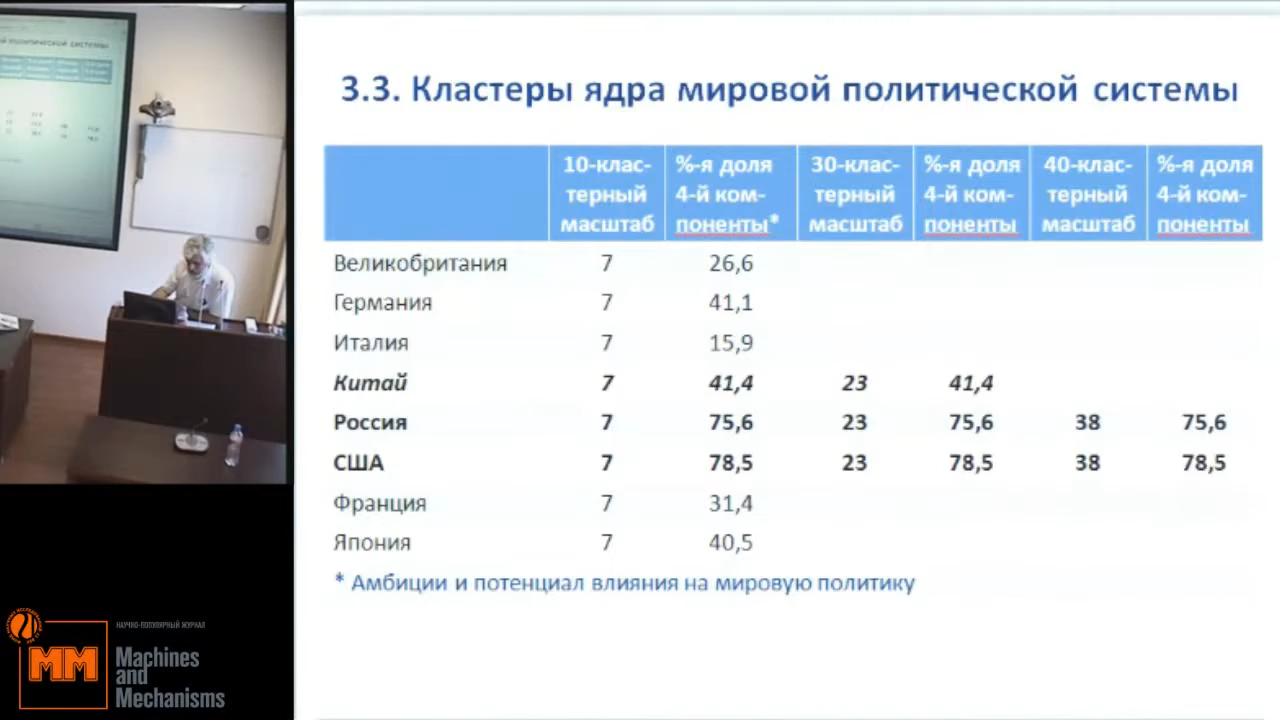 3.3. Кластеры ядра мировой политической системы
10-клас-
терный
масштаб
%-я доля
4-й ком-
поненты*
30-клас-
терный
масштаб
%-я доля
4-й ком-
поненты
40-клас-
терный
масштаб
%-я доля
4-й ком-
поненты
Великобритания 7 26,6
Германия 7 41,1
Италия 7 15,9
Китай 7 41,4 23 41,4
Россия 7 75,6 23 75,6 38 75,6
США 7 78,5 23 78,5 38 78,5
Франция 7 31,4
Япония 7 40,5
* Амбиции и потенциал влияния на мировую политику
НАУЧНО-ПОПУЛЯРНЫЙ ЖУРНАЛ
ММ
Machines
and
Mechanisms